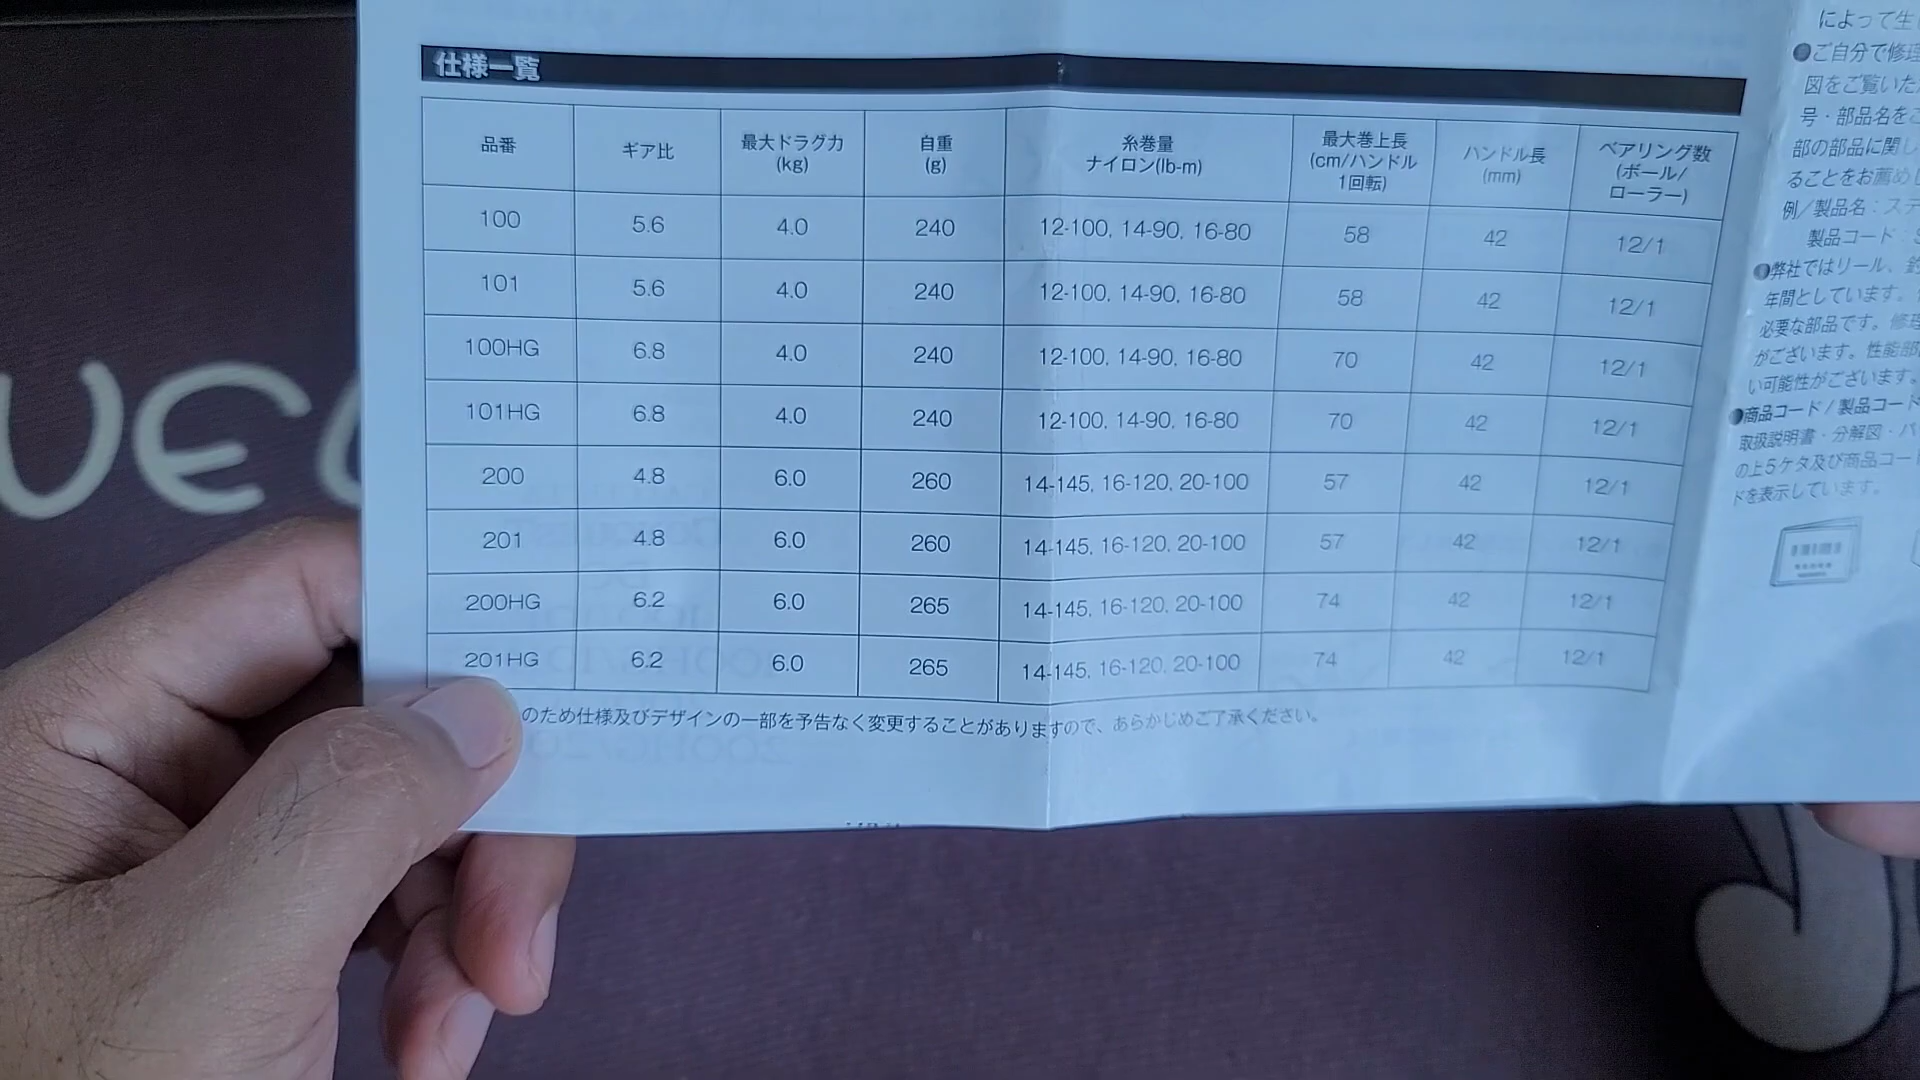 仕様一覧
品番 ギア比 最大ドラグ力 (kg) 自重 (g) 糸巻量 ナイロン(lb-m) 最大巻上長 (cm/ハンドル 1回転) ハンドル長 (mm) ベアリング数 (ボール/ ローラー)
100 5.6 4.0 240 12-100, 14-90, 16-80 58 42 12/1
101 5.6 4.0 240 12-100, 14-90, 16-80 58 42 12/1
100HG 6.8 4.0 240 12-100, 14-90, 16-80 70 42 12/1
101HG 6.8 4.0 240 12-100, 14-90, 16-80 70 42 12/1
200 4.8 6.0 260 14-145, 16-120, 20-100 57 42 12/1
201 4.8 6.0 260 14-145, 16-120, 20-100 57 42 12/1
200HG 6.2 6.0 265 14-145, 16-120, 20-100 74 42 12/1
201HG 6.2 6.0 265 14-145, 16-120, 20-100 74 42 12/1
のため仕様及びデザインの一部を予告なく変更することがありますので、あらかじめご了承ください。
によって生
●ご自分で修理
図をご覧いた
号・部品名をご
部の部品に関し
ることをお薦めし
例／製品名：ステ
製品コード：
●弊社ではリール、
年間としています。
必要な部品です。修理
がございます。性能部
い可能性がございます。
●商品コード/製品コード
取扱説明書・分解図・パ
の上5ケタ及び商品コー
ドを表示しています。